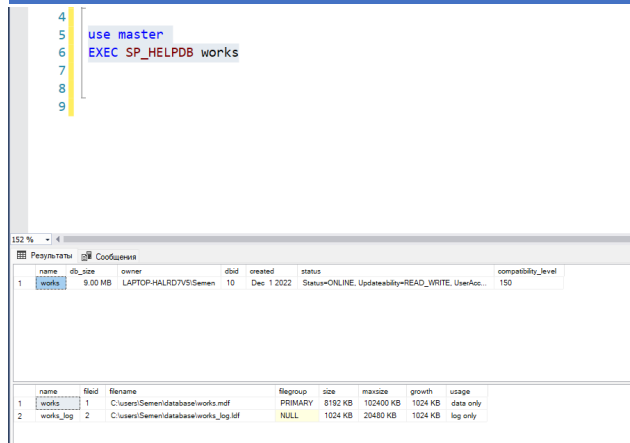 4
5 use master
6 EXEC SP_HELPDB works
7
8
9
152 %
Результаты Сообщения
name db_size owner dbid created status compatibility_level
1 works 9.00 MB LAPTOP-HALRD7V5\Semen 10 Dec 1 2022 Status=ONLINE, Updateability=READ_WRITE, UserAcc... 150
name fileid filename filegroup size maxsize growth usage
1 works 1 C:\users\Semen\database\works.mdf PRIMARY 8192 KB 102400 KB 1024 KB data only
2 works_log 2 C:\users\Semen\database\works_log.ldf NULL 1024 KB 20480 KB 1024 KB log only